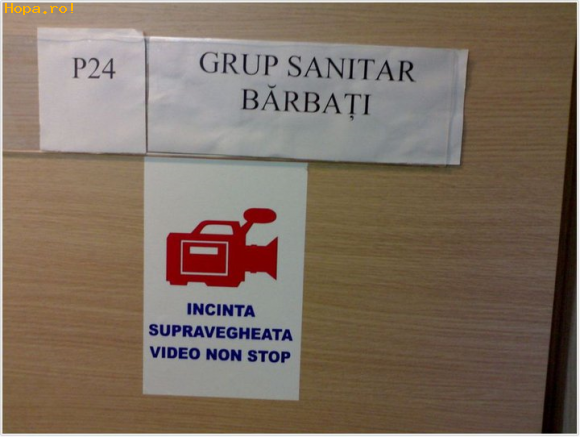 Hopa.ro!
P24
GRUP SANITAR
BĂRBAȚI
INCINTA
SUPRAVEGHEATA
VIDEO NON STOP